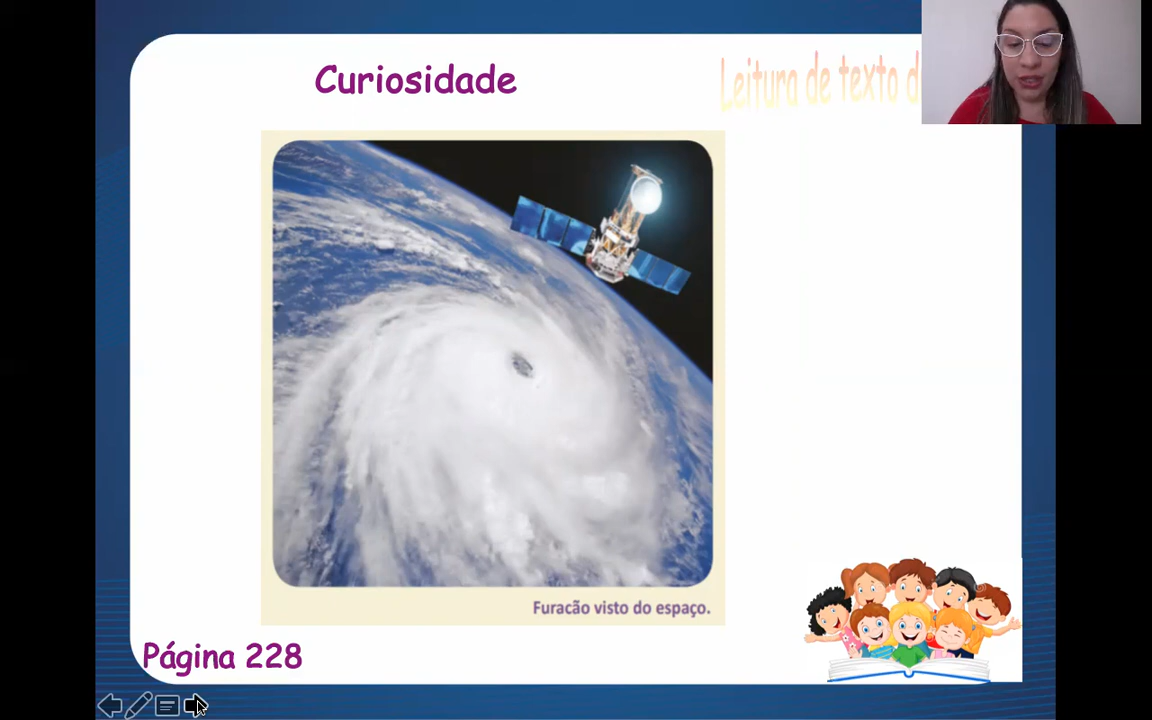 Curiosidade
Leitura de texto d
Furacão visto do espaço.
Página 228